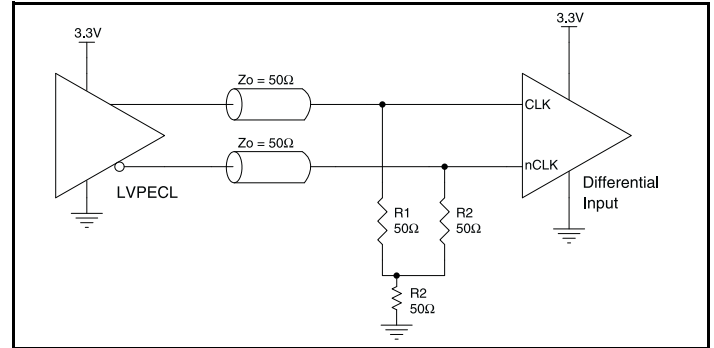 3.3V
3.3V
Zo = 50Ω
CLK
Zo = 50Ω
nCLK
LVPECL
Differential
Input
R1
50Ω
R2
50Ω
R2
50Ω